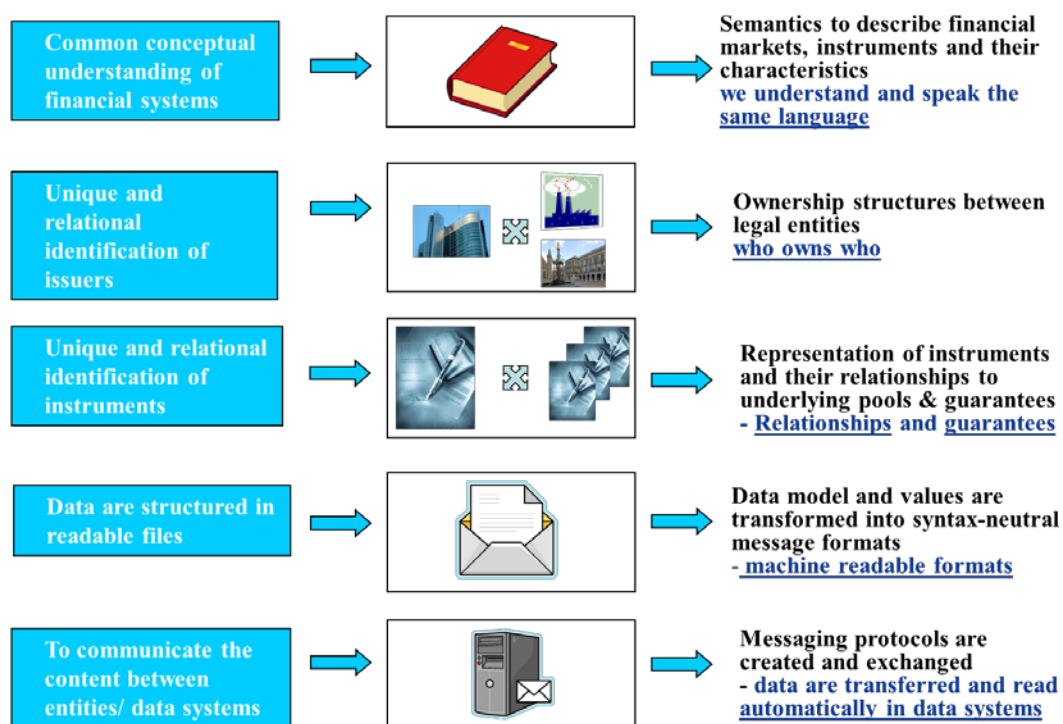 Common conceptual
understanding of
financial systems
Semantics to describe financial
markets, instruments and their
characteristics
we understand and speak the
same language
Unique and
relational
identification of
issuers
Ownership structures between
legal entities
who owns who
Unique and relational
identification of
instruments
Representation of instruments
and their relationships to
underlying pools & guarantees
- Relationships and guarantees
Data are structured in
readable files
Data model and values are
transformed into syntax-neutral
message formats
- machine readable formats
To communicate the
content between
entities/ data systems
Messaging protocols are
created and exchanged
- data are transferred and read
automatically in data systems